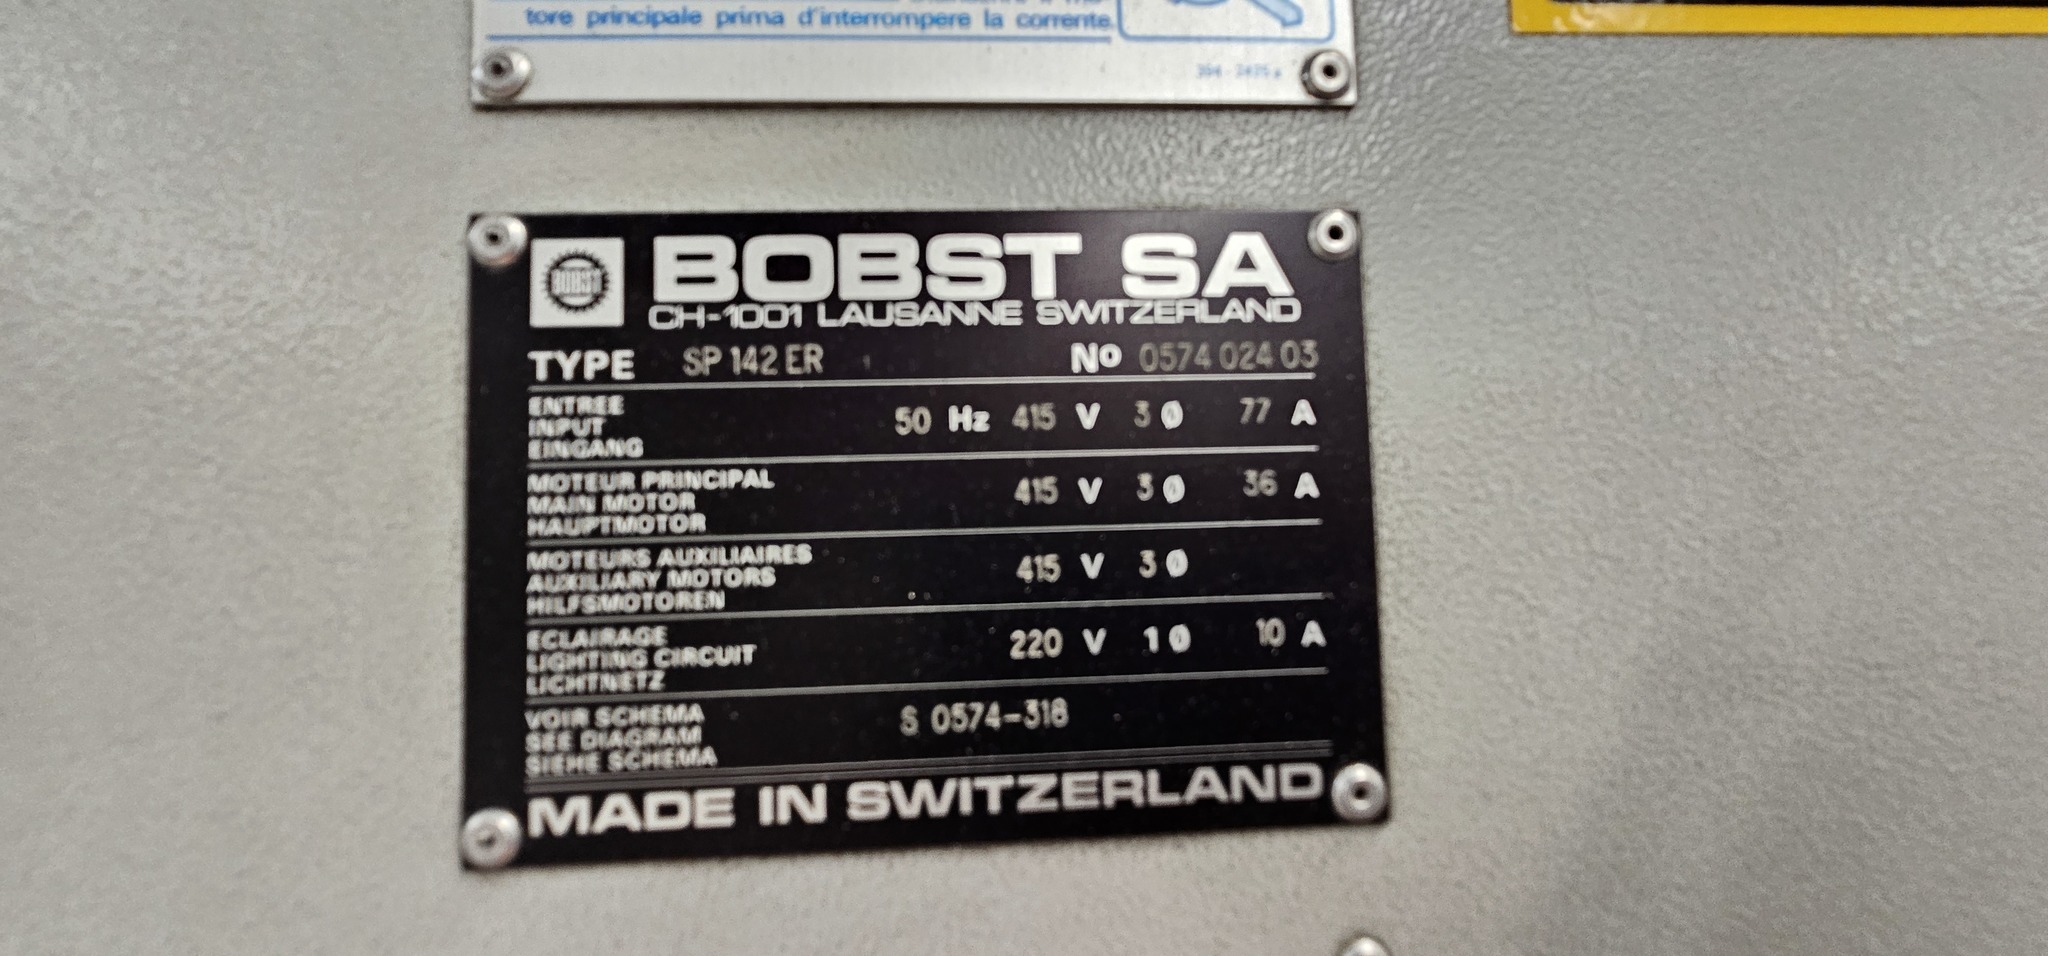 tore principale prima d'interrompere la corrente
BOBST
BOBST SA
CH-1001 LAUSANNE SWITZERLAND
TYPE SP 142 ER No 0574 024 03
ENTREE
INPUT
EINGANG
50 Hz 415 V 3 Ø 77 A
MOTEUR PRINCIPAL
MAIN MOTOR
HAUPTMOTOR
415 V 3 Ø 36 A
MOTEURS AUXILIAIRES
AUXILIARY MOTORS
HILFSMOTOREN
415 V 3 Ø
ECLAIRAGE
LIGHTING CIRCUIT
LICHTNETZ
220 V 1 Ø 10 A
VOIR SCHEMA
SEE DIAGRAM
SIEHE SCHEMA
S 0574-318
MADE IN SWITZERLAND